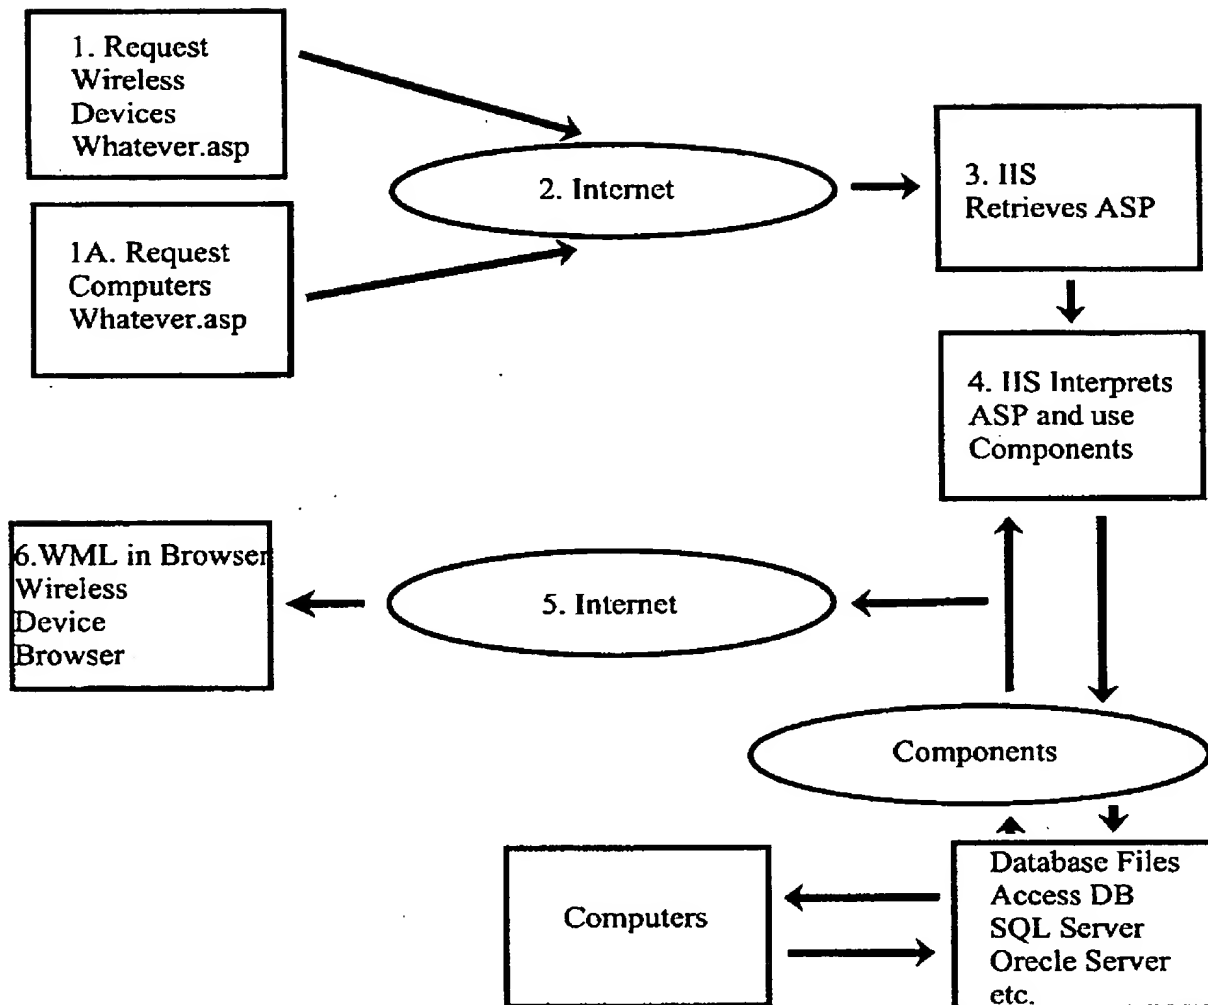 1. Request
Wireless
Devices
Whatever.asp
1A. Request
Computers
Whatever.asp
2. Internet
3. IIS
Retrieves ASP
4. IIS Interprets
ASP and use
Components
5. Internet
6.WML in Browser
Wireless
Device
Browser
Components
Computers
Database Files
Access DB
SQL Server
Orecle Server
etc.